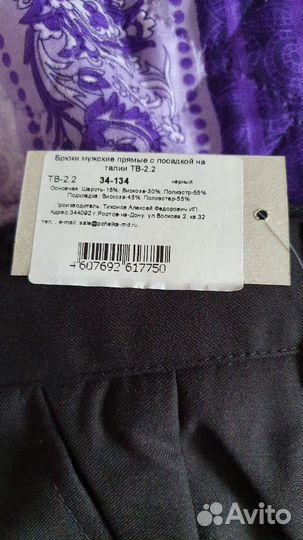 Брюки мужские прямые с посадкой на
талии ТВ-2.2
ТВ-2.2 34-134 черный
Основная: Шерсть-15%; Вискоза-30%; Полиэстр-55%
Подкладка: Вискоза-45%; Полиэстер-55%
Производитель: Тихонов Алексей Федорович ИП
Адрес:344092 г.Ростов-на-Дону, ул.Волкова 2, кв.32
тел.: , e-mail: sale@pchelka-md.ru
4 607692 617750
Avito